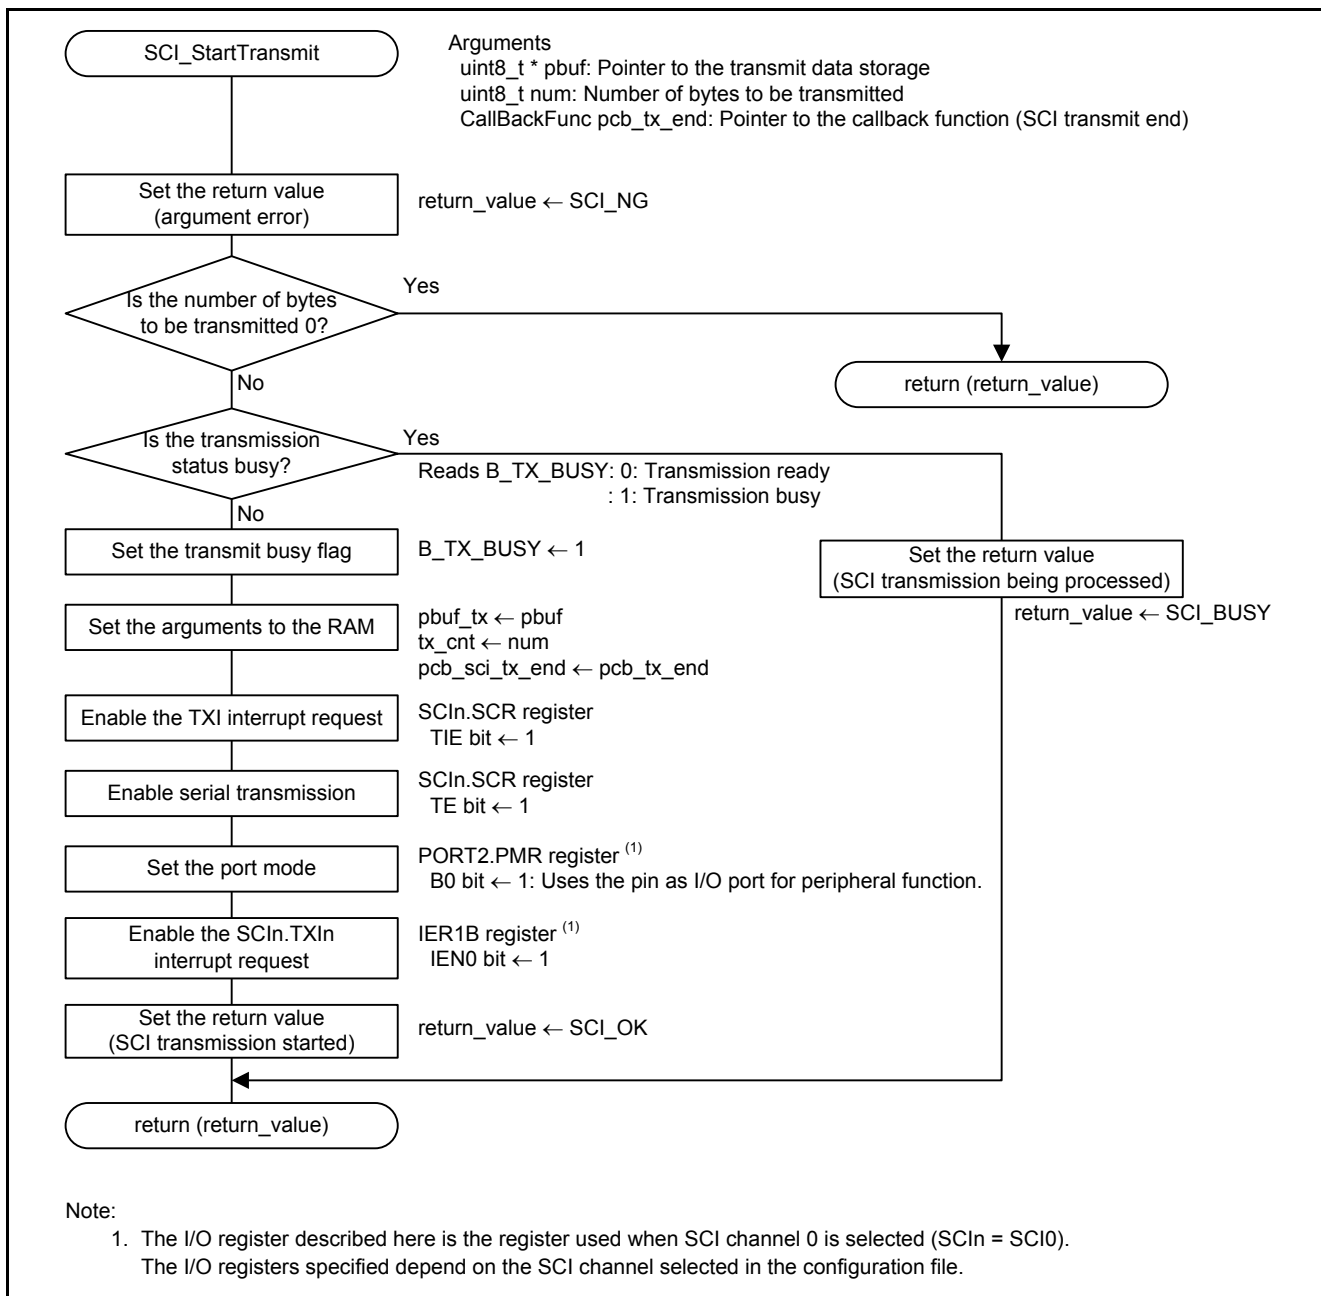 SCI_StartTransmit
Arguments
uint8_t * pbuf: Pointer to the transmit data storage
uint8_t num: Number of bytes to be transmitted
CallBackFunc pcb_tx_end: Pointer to the callback function (SCI transmit end)
Set the return value
(argument error)
return_value ← SCI_NG
Is the number of bytes
to be transmitted 0?
Yes
No
return (return_value)
Is the transmission
status busy?
Yes
Reads B_TX_BUSY: 0: Transmission ready
: 1: Transmission busy
No
Set the transmit busy flag
B_TX_BUSY ← 1
Set the return value
(SCI transmission being processed)
return_value ← SCI_BUSY
Set the arguments to the RAM
pbuf_tx ← pbuf
tx_cnt ← num
pcb_sci_tx_end ← pcb_tx_end
Enable the TXI interrupt request
SCIn.SCR register
TIE bit ← 1
Enable serial transmission
SCIn.SCR register
TE bit ← 1
Set the port mode
PORT2.PMR register (1)
B0 bit ← 1: Uses the pin as I/O port for peripheral function.
Enable the SCIn.TXIn
interrupt request
IER1B register (1)
IEN0 bit ← 1
Set the return value
(SCI transmission started)
return_value ← SCI_OK
return (return_value)
Note:
1. The I/O register described here is the register used when SCI channel 0 is selected (SCIn = SCI0).
The I/O registers specified depend on the SCI channel selected in the configuration file.